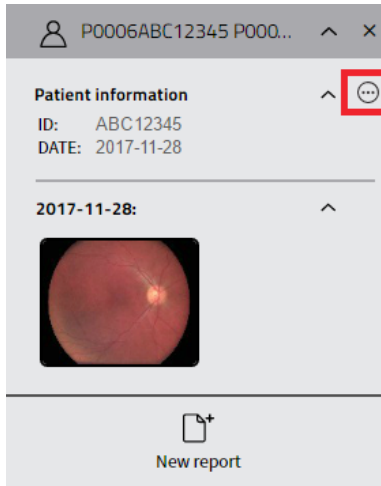 P0006ABC12345 P000...
Patient information
ID: ABC12345
DATE: 2017-11-28
2017-11-28:
New report